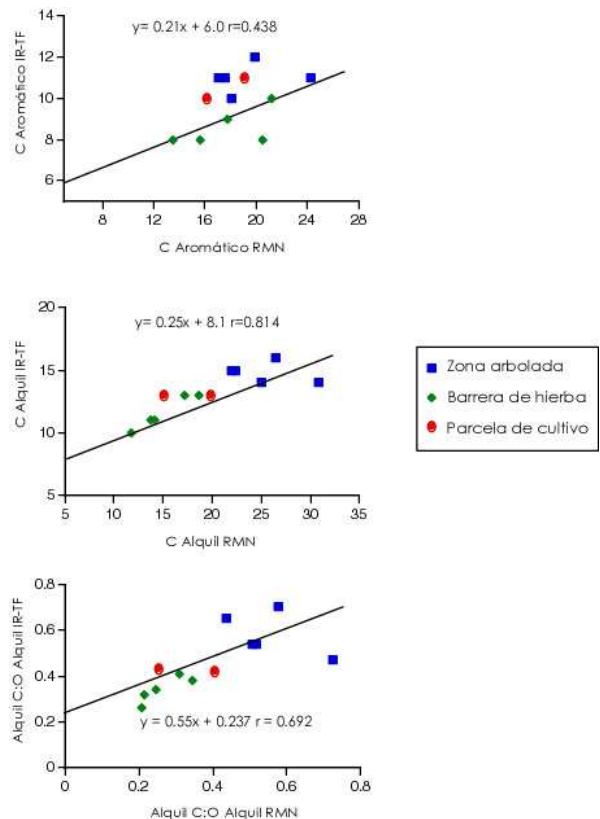 y= 0.21x + 6.0 r=0.438
14
12
10
8
6
C Aromático IR-TF
8 12 16 20 24 28
C Aromático RMN
y= 0.25x + 8.1 r=0.814
20
15
10
5
C Alquil IR-TF
5 10 15 20 25 30 35
C Alquil RMN
Zona arbolada
Barrera de hierba
Parcela de cultivo
0.8
0.6
0.4
0.2
0
Alquil C:O Alquil IR-TF
y = 0.55x + 0.237 r = 0.692
0 0.2 0.4 0.6 0.8
Alquil C:O Alquil RMN